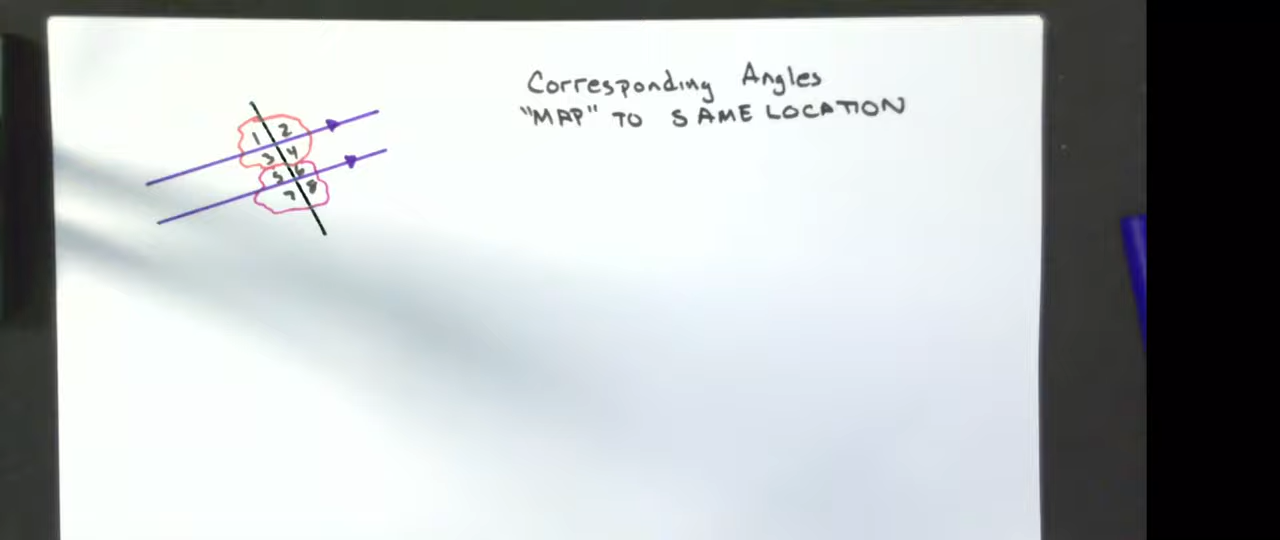 Corresponding Angles
"MAP" TO SAME LOCATION
1 2
3 4
5 6
7 8